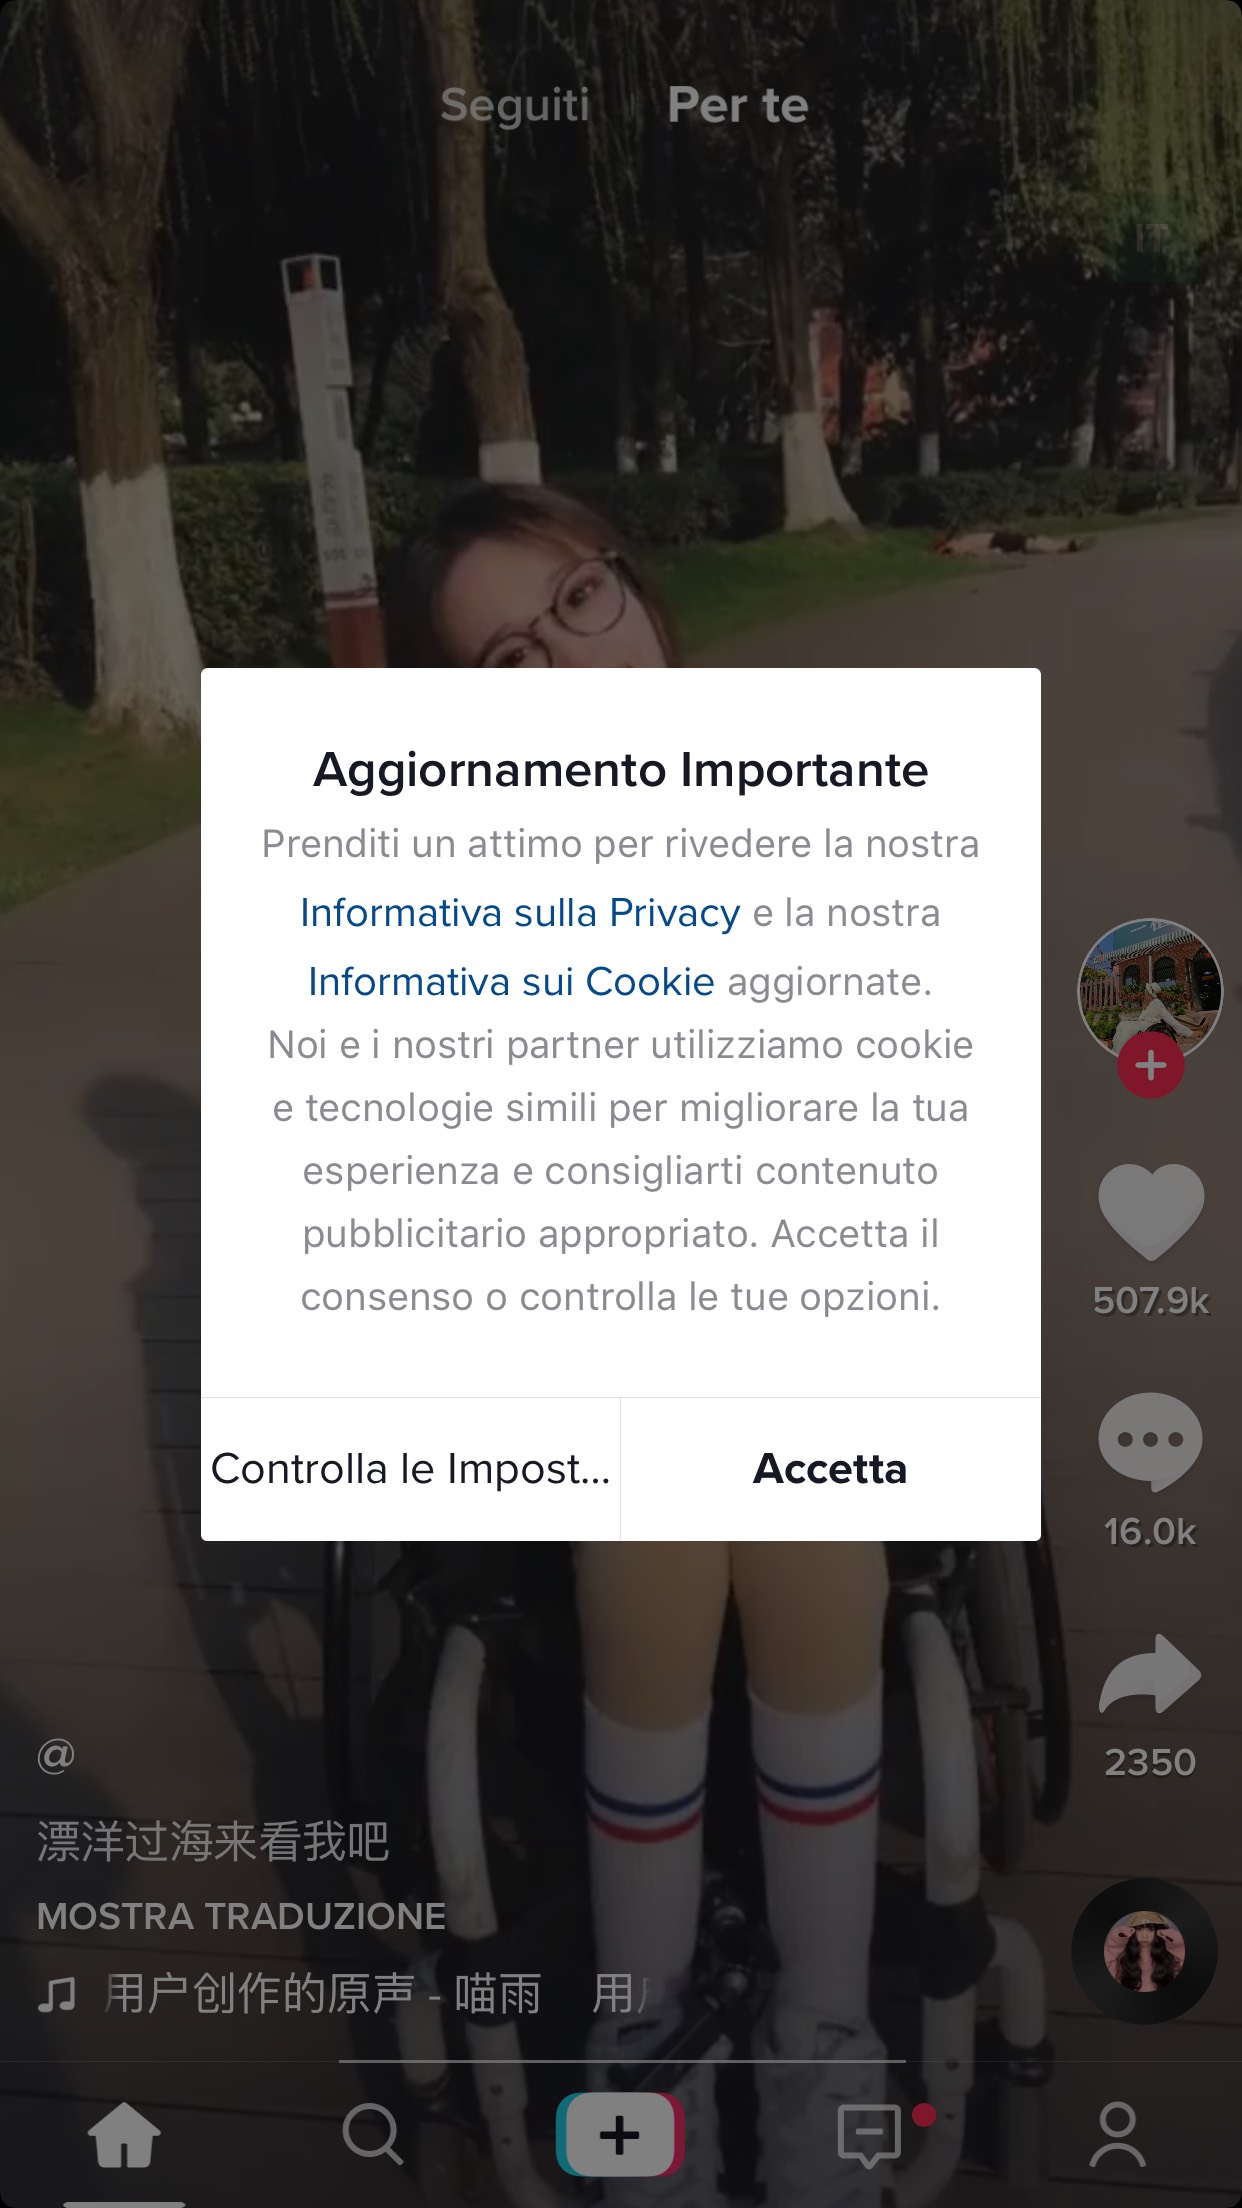 Seguiti
Per te
IT
Aggiornamento Importante
Prenditi un attimo per rivedere la nostra
Informativa sulla Privacy e la nostra
Informativa sui Cookie aggiornate.
Noi e i nostri partner utilizziamo cookie
e tecnologie simili per migliorare la tua
esperienza e consigliarti contenuto
pubblicitario appropriato. Accetta il
consenso o controlla le tue opzioni.
Controlla le Impost...
Accetta
507.9k
16.0k
2350
@
漂洋过海来看我吧
MOSTRA TRADUZIONE
用户创作的原声 - 喵雨 用户